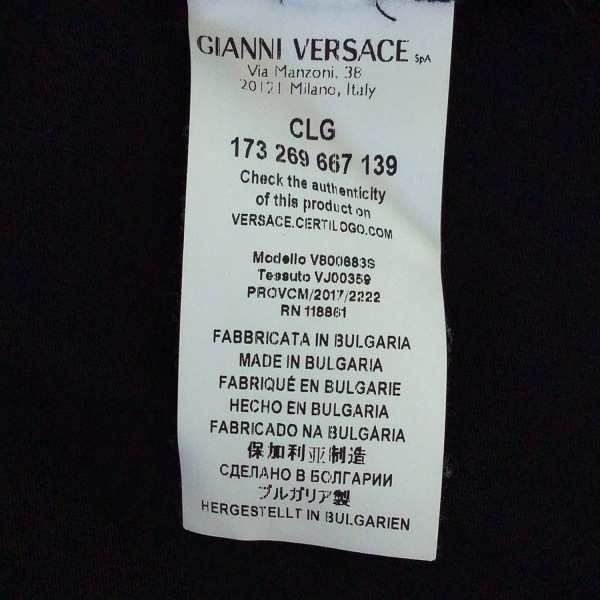 GIANNI VERSACE SpA
Via Manzoni, 38
20121 Milano, Italy
CLG
173 269 667 139
Check the authenticity
of this product on
VERSACE.CERTILOGO.COM
Modello V800683S
Tessuto VJ00359
PROVCM/2017/2222
RN 118861
FABBRICATA IN BULGARIA
MADE IN BULGARIA
FABRIQUÉ EN BULGARIE
HECHO EN BULGARIA
FABRICADO NA BULGÁRIA
保加利亚制造
СДЕЛАНО В БОЛГАРИИ
ブルガリア製
HERGESTELLT IN BULGARIEN